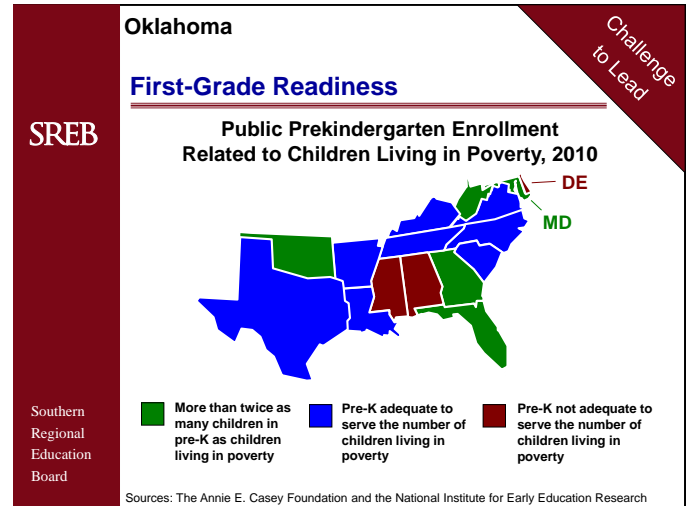 Oklahoma
Challenge
to Lead
First-Grade Readiness
SREB
Public Prekindergarten Enrollment
Related to Children Living in Poverty, 2010
DE
MD
More than twice as
many children in
pre-K as children
living in poverty
Pre-K adequate to
serve the number of
children living in
poverty
Pre-K not adequate to
serve the number of
children living in
poverty
Southern
Regional
Education
Board
Sources: The Annie E. Casey Foundation and the National Institute for Early Education Research